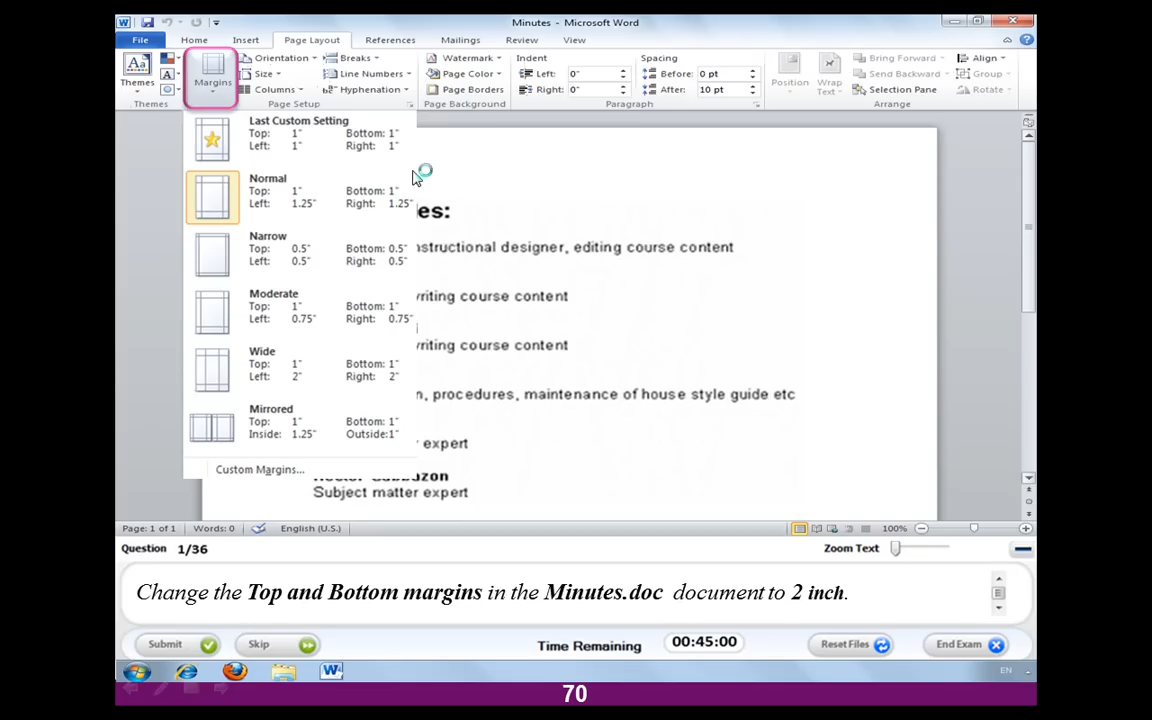 Minutes - Microsoft Word
File Home Insert Page Layout References Mailings Review View
Themes
Margins
Orientation
Size
Columns
Breaks
Line Numbers
Hyphenation
Watermark
Page Color
Page Borders
Indent
Left: 0"
Right: 0"
Spacing
Before: 0 pt
After: 10 pt
Position
Wrap Text
Bring Forward
Send Backward
Selection Pane
Align
Group
Rotate
Themes Page Setup Page Background Paragraph Arrange
Last Custom Setting
Top: 1" Bottom: 1"
Left: 1" Right: 1"
Normal
Top: 1" Bottom: 1"
Left: 1.25" Right: 1.25"
Narrow
Top: 0.5" Bottom: 0.5"
Left: 0.5" Right: 0.5"
Moderate
Top: 1" Bottom: 1"
Left: 0.75" Right: 0.75"
Wide
Top: 1" Bottom: 1"
Left: 2" Right: 2"
Mirrored
Top: 1" Bottom: 1"
Inside: 1.25" Outside: 1"
Custom Margins...
es:
nstructional designer, editing course content
riting course content
riting course content
n, procedures, maintenance of house style guide etc
expert
Subject matter expert
Page: 1 of 1 Words: 0 English (U.S.) 100%
Question 1/36 Zoom Text
Change the Top and Bottom margins in the Minutes.doc document to 2 inch.
Submit Skip Time Remaining 00:45:00 Reset Files End Exam
EN
70